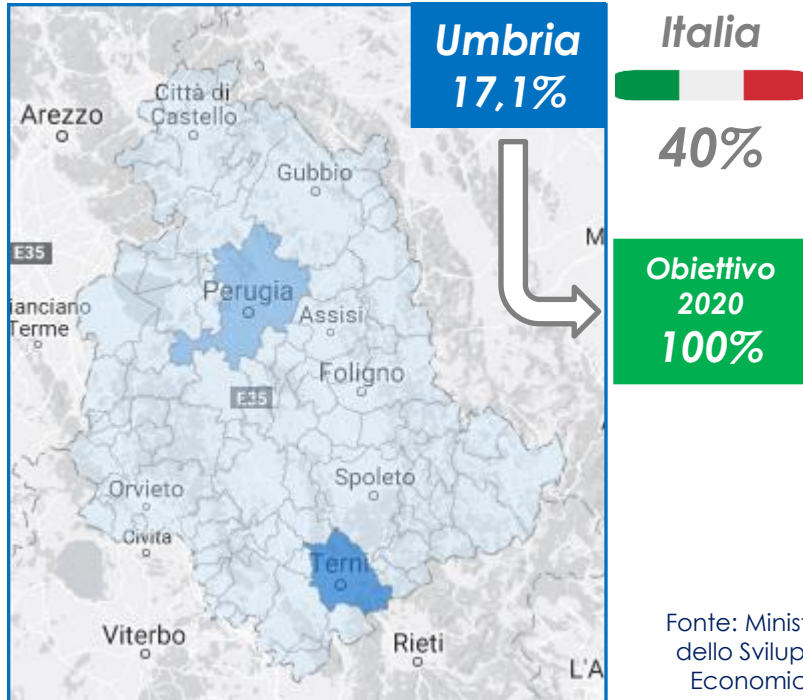 Umbria
17,1%
Italia
40%
Obiettivo
2020
100%
Arezzo
Città di
Castello
Gubbio
M
E35
Perugia
ianciano
Terme
Assisi
Foligno
E35
Orvieto
Spoleto
Civita
Terni
Viterbo
Rieti
L'A
Fonte: Minist
dello Svilup
Economic